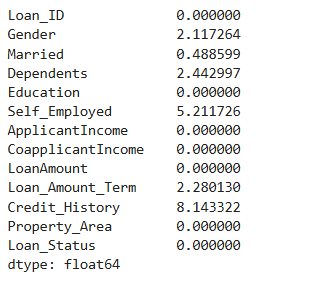 Loan_ID 0.000000
Gender 2.117264
Married 0.488599
Dependents 2.442997
Education 0.000000
Self_Employed 5.211726
ApplicantIncome 0.000000
CoapplicantIncome 0.000000
LoanAmount 0.000000
Loan_Amount_Term 2.280130
Credit_History 8.143322
Property_Area 0.000000
Loan_Status 0.000000
dtype: float64